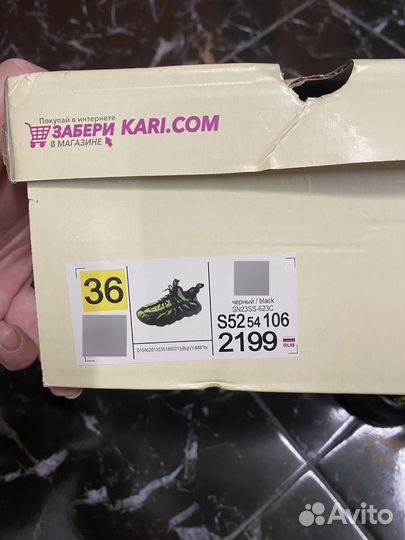 Покупай в интернете
ЗАБЕРИ KARI.COM
В МАГАЗИНЕ
36
черный / black
SN23SS-623C
S52 54 106
2199
RUB
Avito